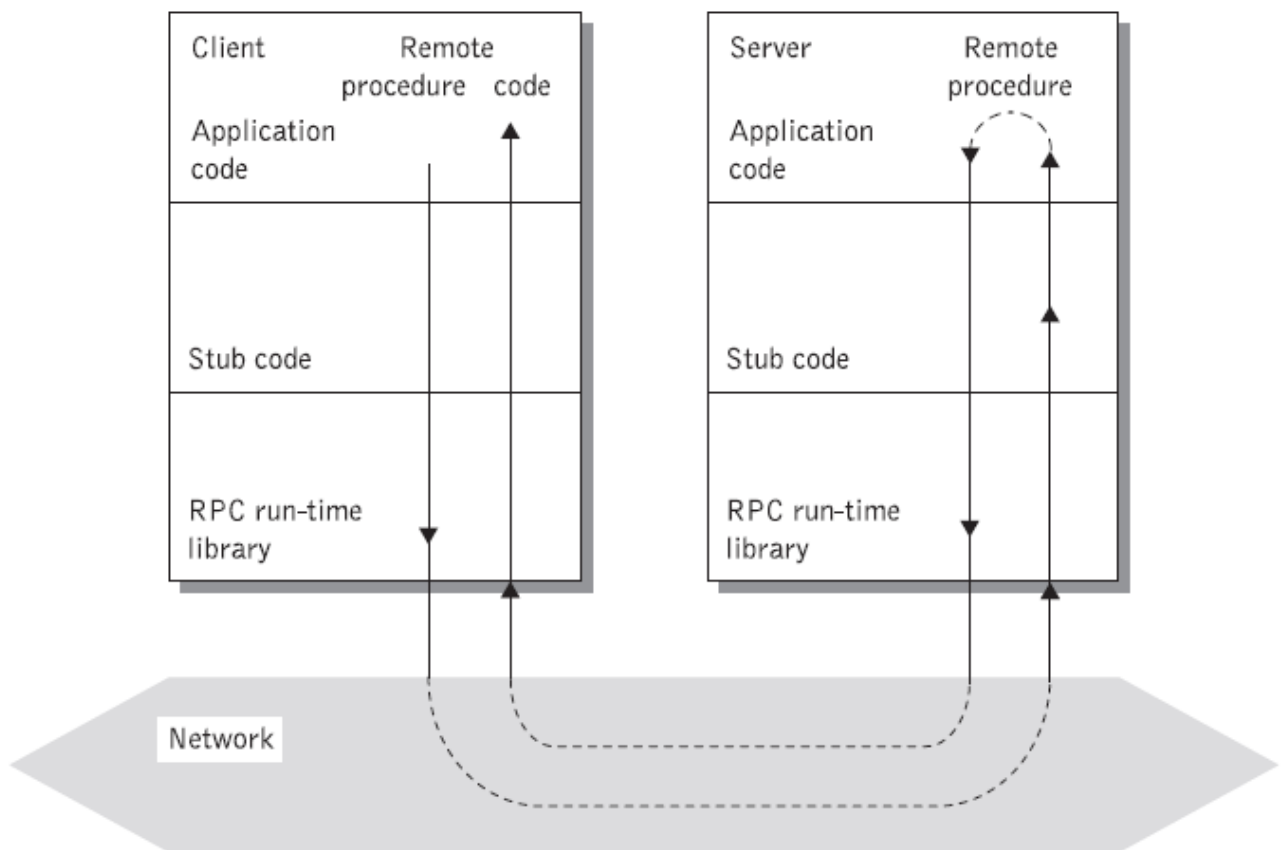 Client
Remote
procedure code
Application
code
Stub code
RPC run-time
library
Server
Remote
procedure
Application
code
Stub code
RPC run-time
library
Network